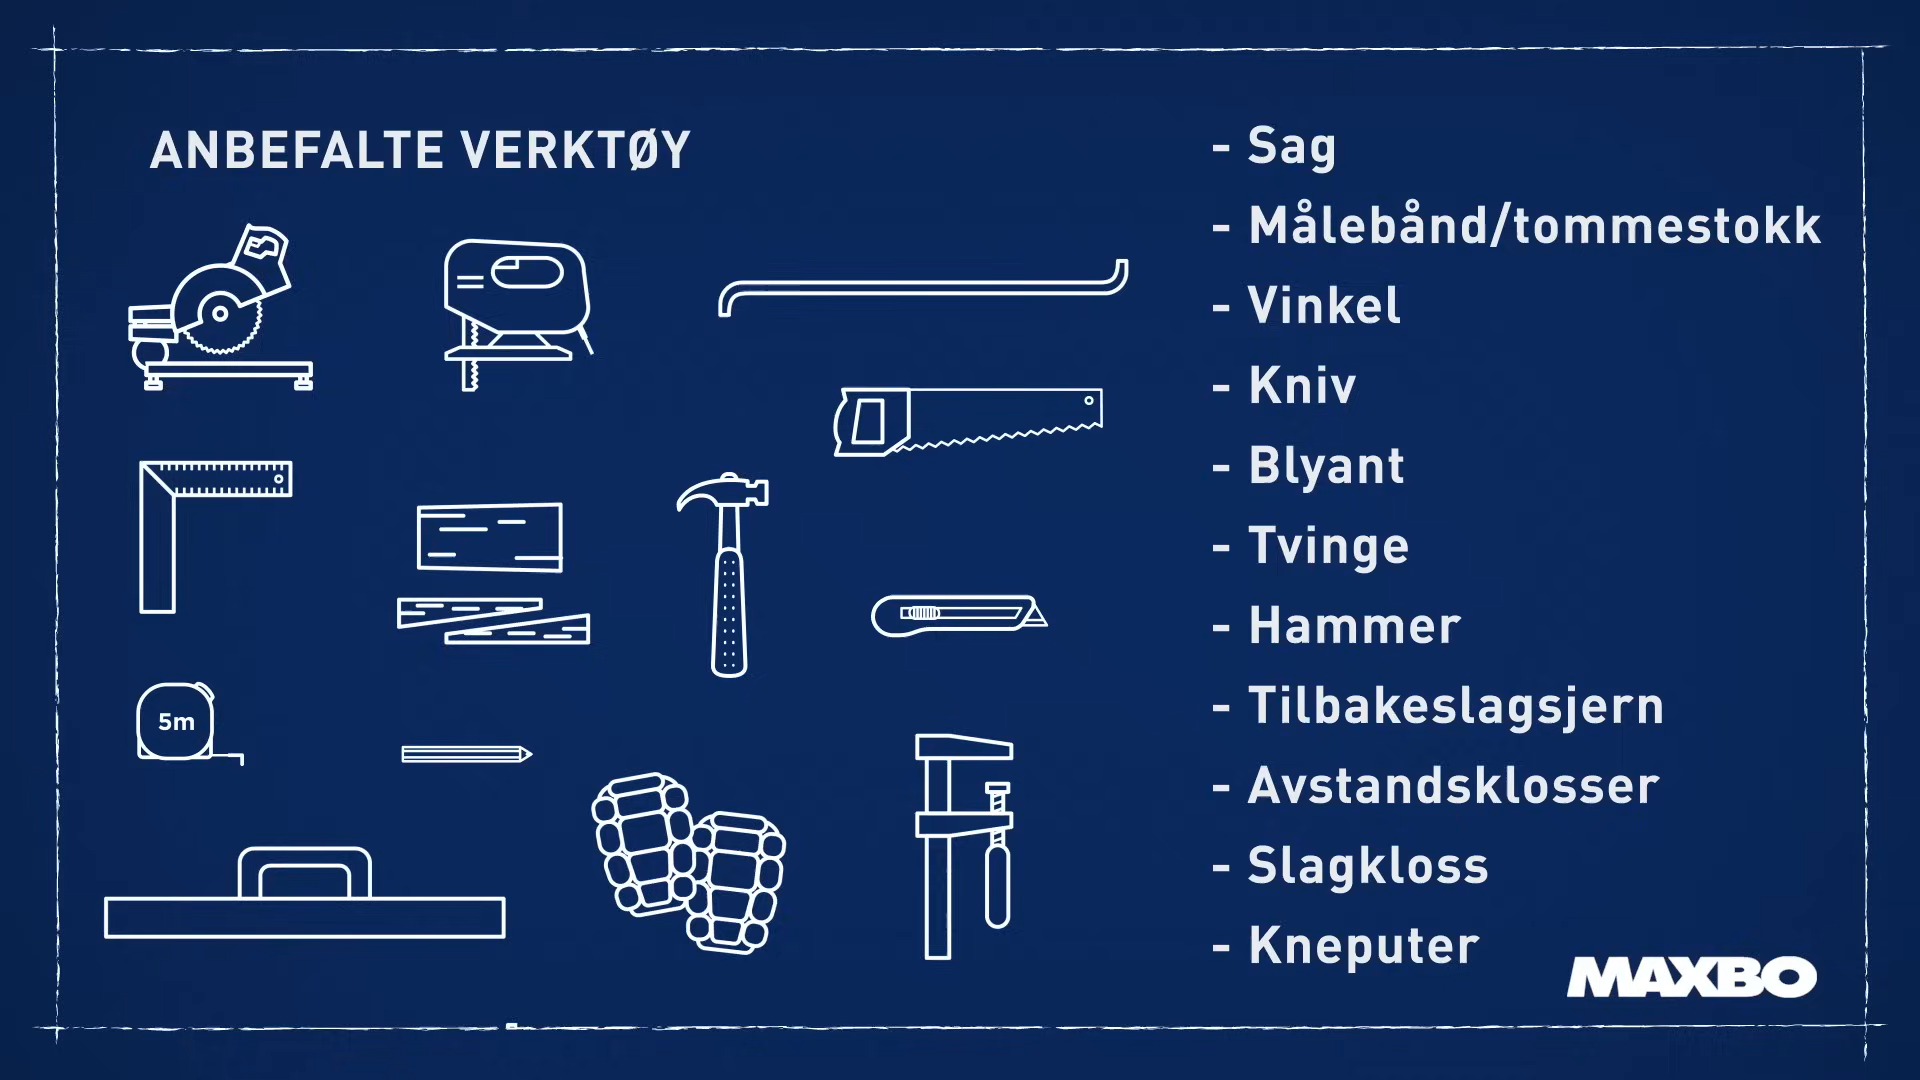 ANBEFALTE VERKTØY
- Sag
- Målebånd/tommestokk
- Vinkel
- Kniv
- Blyant
- Tvinge
- Hammer
- Tilbakeslagsjern
- Avstandsklosser
- Slagkloss
- Kneputer
5m
MAXBO